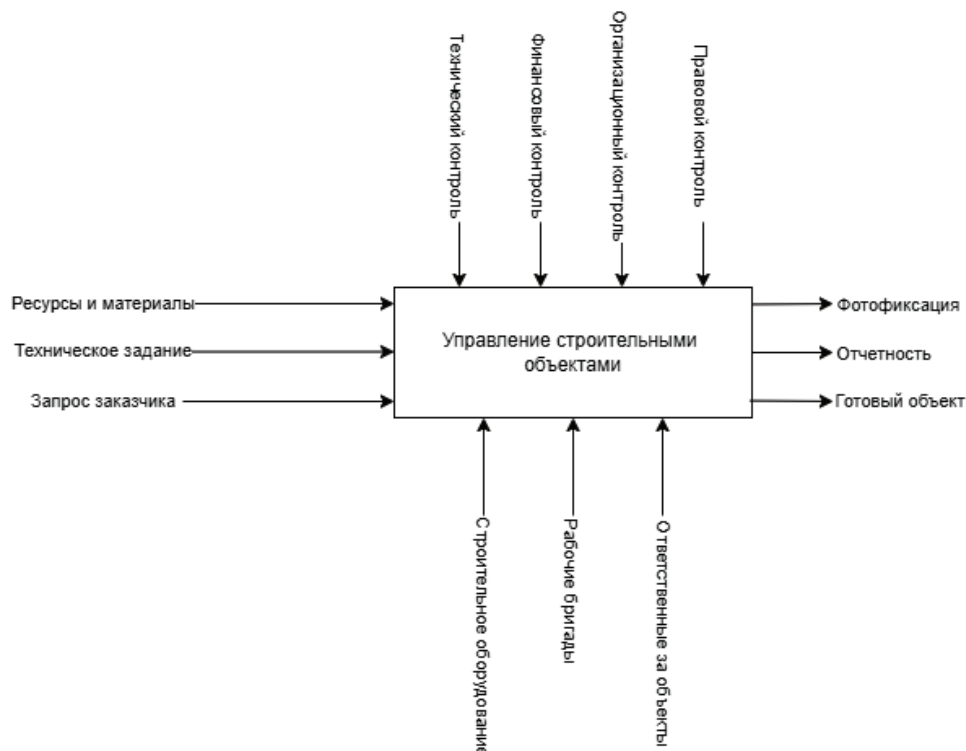 Технический контроль
Финансовый контроль
Организационный контроль
Правовой контроль
Ресурсы и материалы
Техническое задание
Запрос заказчика
Управление строительными
объектами
Фотофиксация
Отчетность
Готовый объект
Строительное оборудование
Рабочие бригады
Ответственные за объекты